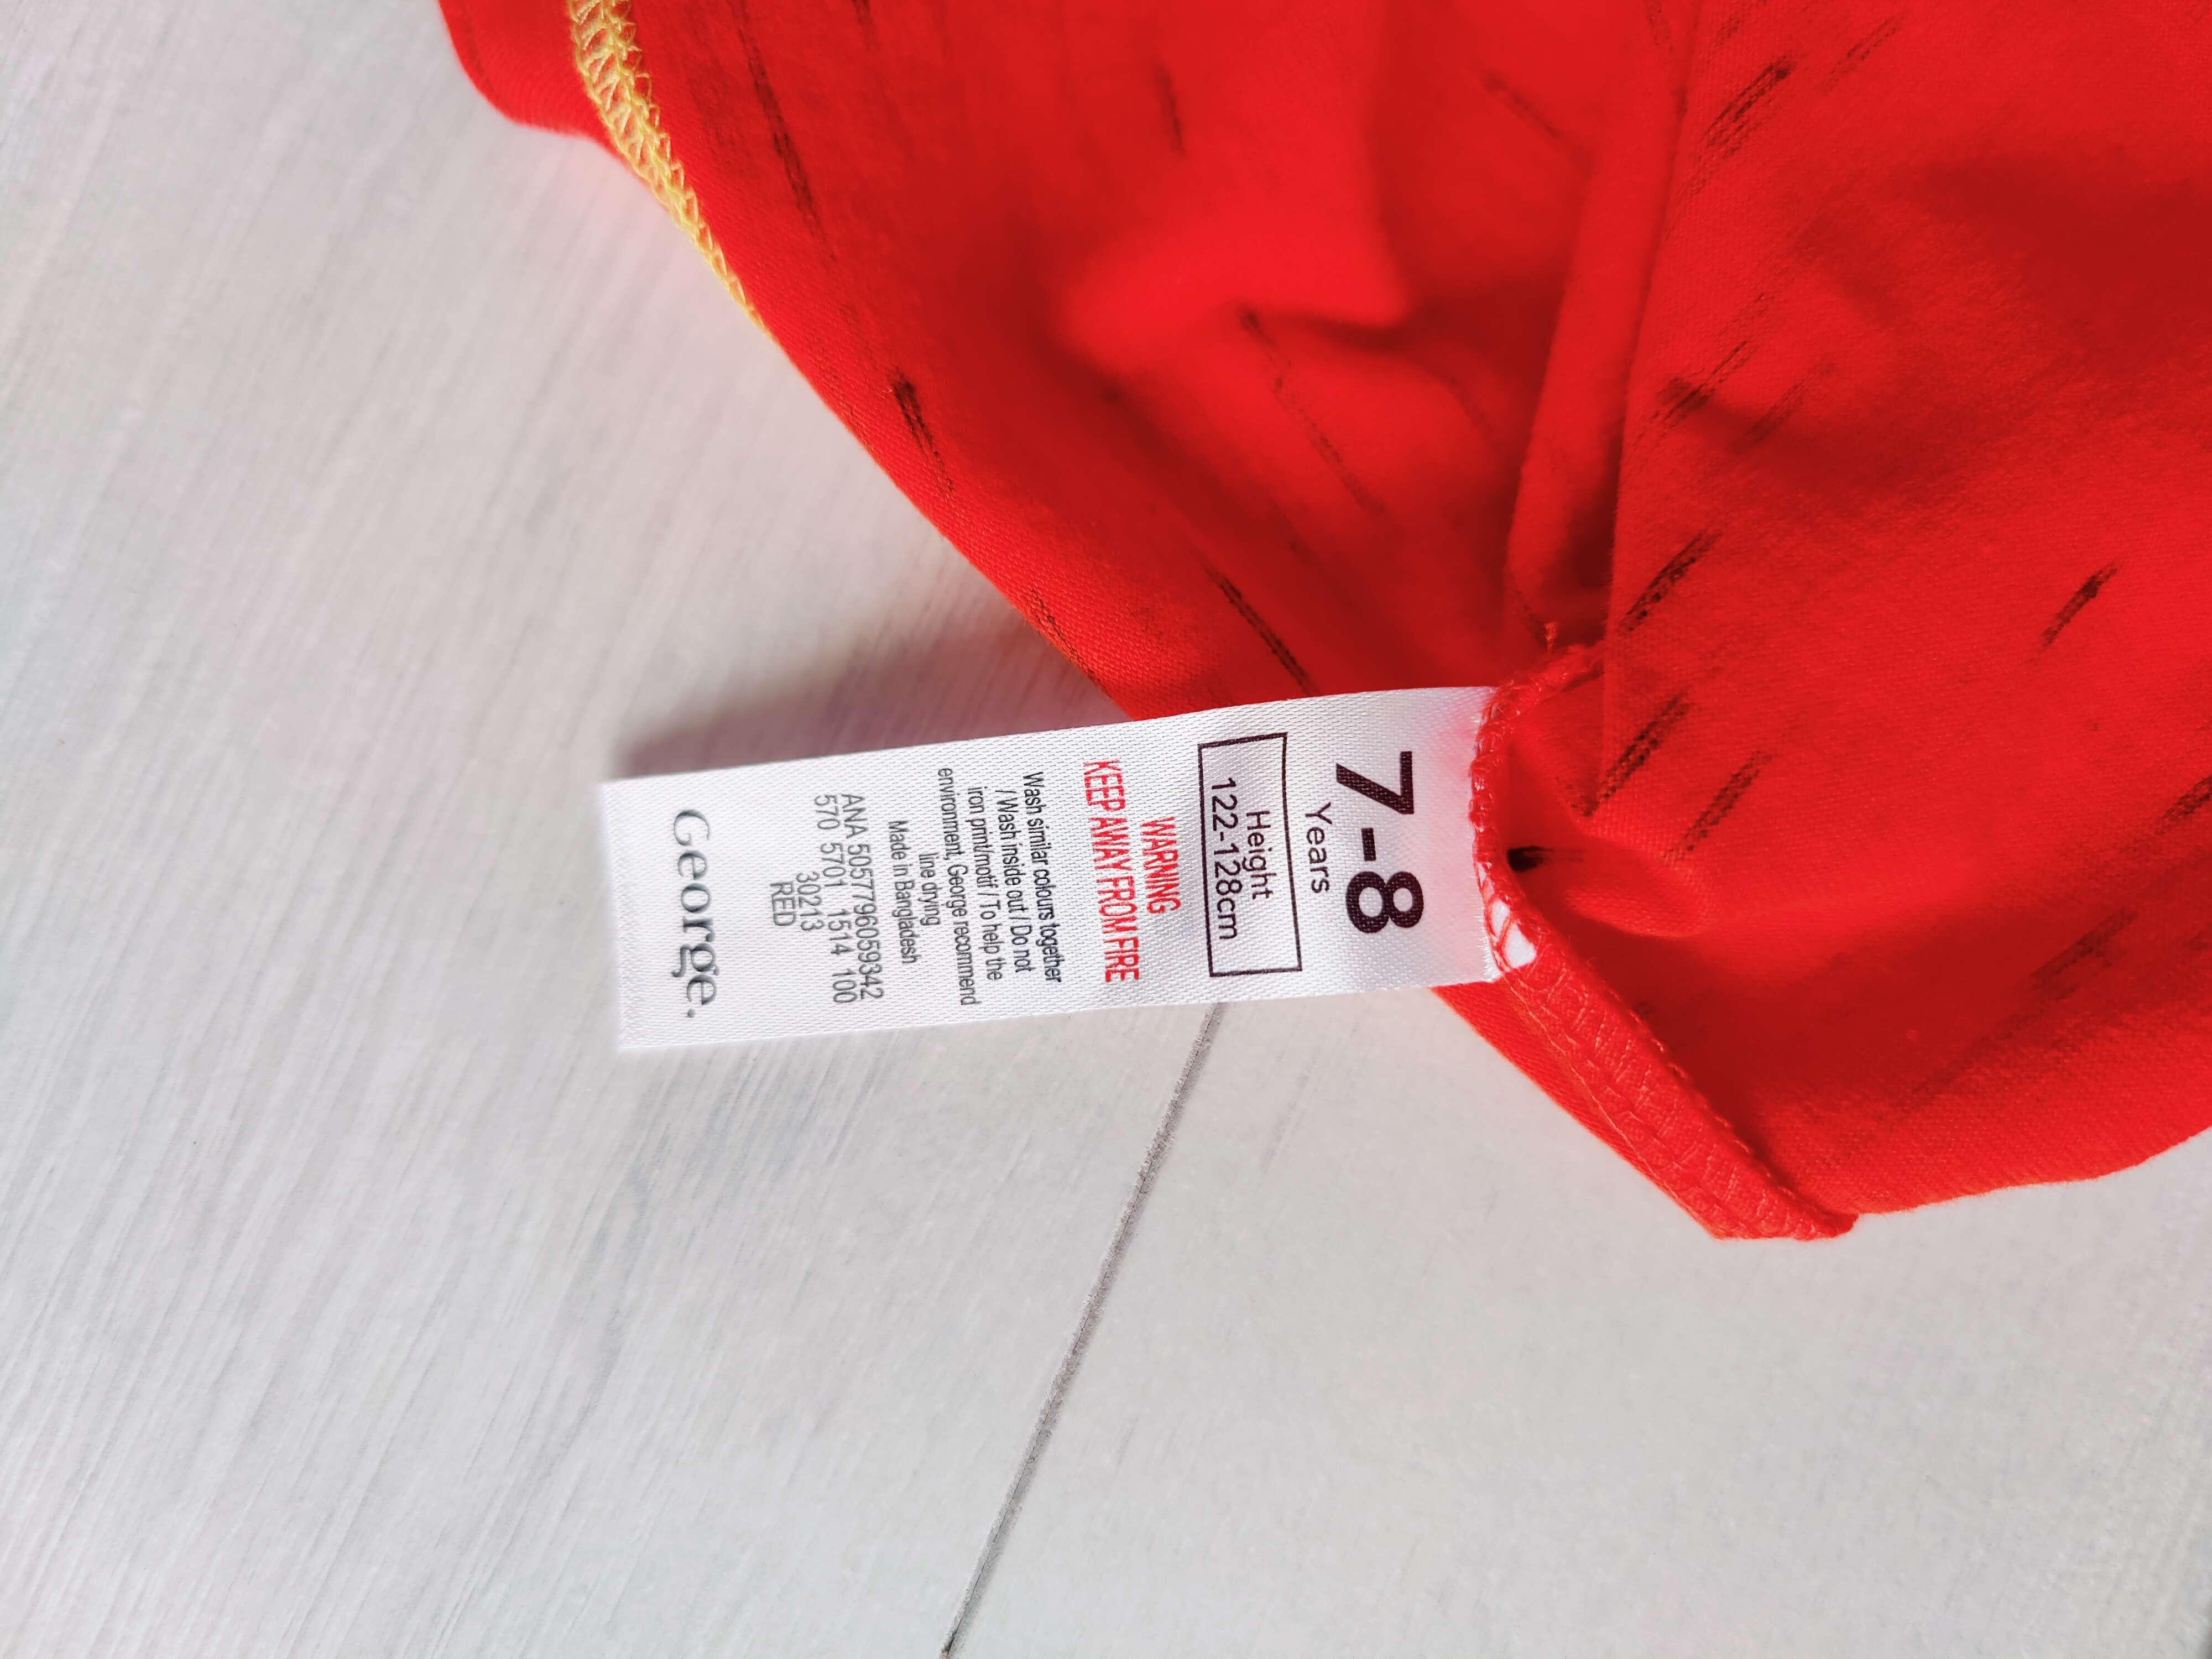 7-8
Years
Height
122-128cm
WARNING
KEEP AWAY FROM FIRE
Wash similar colours together
/ Wash inside out / Do not
iron print/motif / To help the
environment, George recommend
line drying
Made in Bangladesh
ANA 5057796059342
570 5701 1514 100
30213
RED
George.